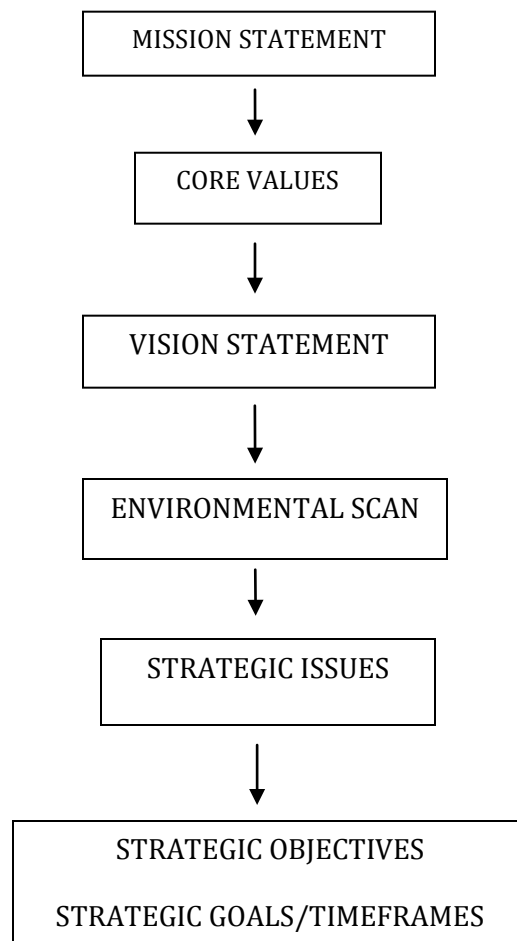 MISSION STATEMENT
CORE VALUES
VISION STATEMENT
ENVIRONMENTAL SCAN
STRATEGIC ISSUES
STRATEGIC OBJECTIVES
STRATEGIC GOALS/TIMEFRAMES